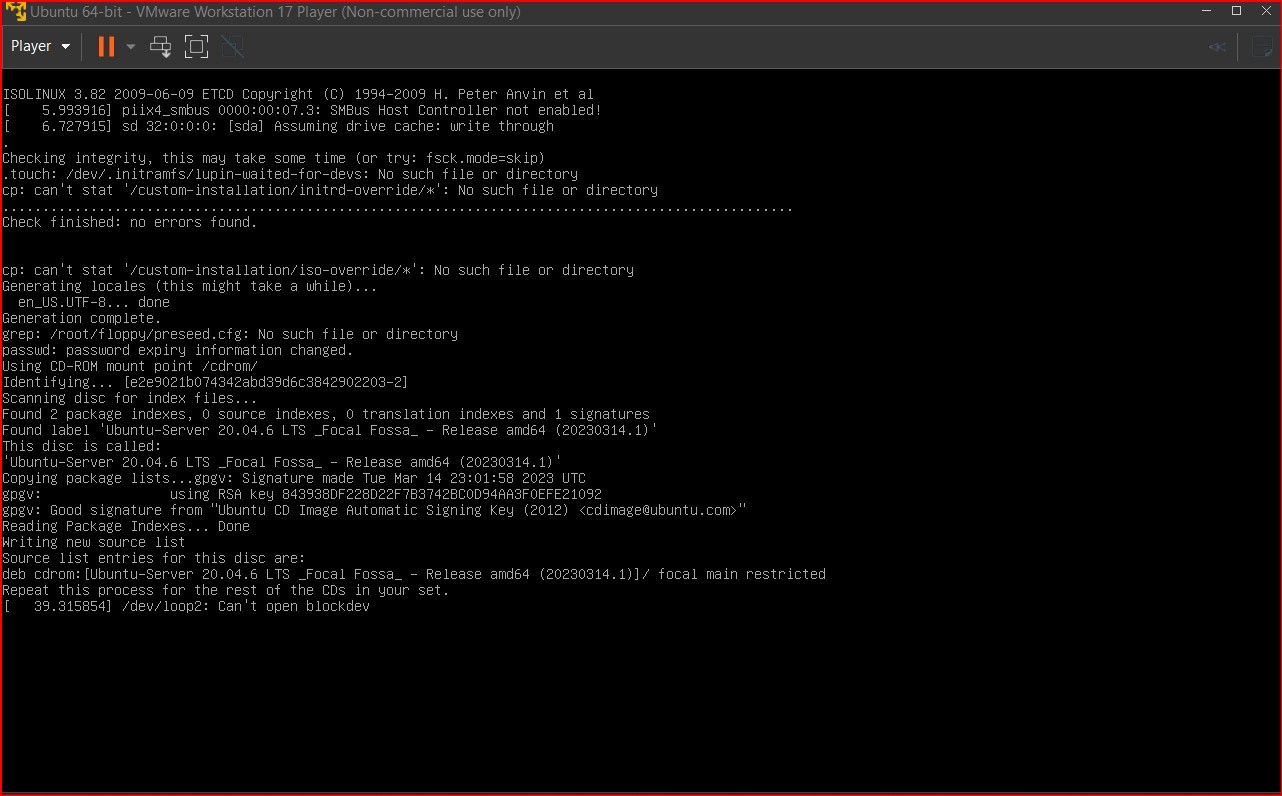 Ubuntu 64-bit - VMware Workstation 17 Player (Non-commercial use only)
Player
ISOLINUX 3.82 2009-06-09 ETCD Copyright (C) 1994-2009 H. Peter Anvin et al
[    5.993916] piix4_smbus 0000:00:07.3: SMBus Host Controller not enabled!
[    6.727915] sd 32:0:0:0: [sda] Assuming drive cache: write through
.
Checking integrity, this may take some time (or try: fsck.mode=skip)
.touch: /dev/.initramfs/lupin-waited-for-devs: No such file or directory
cp: can't stat '/custom-installation/initrd-override/*': No such file or directory
...................................................................................................
Check finished: no errors found.
cp: can't stat '/custom-installation/iso-override/*': No such file or directory
Generating locales (this might take a while)...
  en_US.UTF-8... done
Generation complete.
grep: /root/floppy/preseed.cfg: No such file or directory
passwd: password expiry information changed.
Using CD-ROM mount point /cdrom/
Identifying... [e2e9021b074342abd39d6c3842902203-2]
Scanning disc for index files...
Found 2 package indexes, 0 source indexes, 0 translation indexes and 1 signatures
Found label 'Ubuntu-Server 20.04.6 LTS _Focal Fossa_ - Release amd64 (20230314.1)'
This disc is called:
'Ubuntu-Server 20.04.6 LTS _Focal Fossa_ - Release amd64 (20230314.1)'
Copying package lists...gpgv: Signature made Tue Mar 14 23:01:58 2023 UTC
gpgv:                using RSA key 843938DF228D22F7B3742BC0D94AA3F0EFE21092
gpgv: Good signature from "Ubuntu CD Image Automatic Signing Key (2012) <cdimage@ubuntu.com>"
Reading Package Indexes... Done
Writing new source list
Source list entries for this disc are:
deb cdrom:[Ubuntu-Server 20.04.6 LTS _Focal Fossa_ - Release amd64 (20230314.1)]/ focal main restricted
Repeat this process for the rest of the CDs in your set.
[   39.315854] /dev/loop2: Can't open blockdev